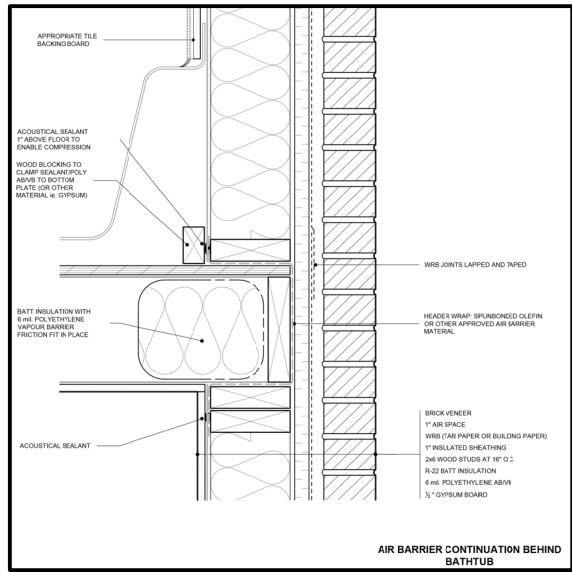 APPROPRIATE TILE
BACKING BOARD
ACOUSTICAL SEALANT
1" ABOVE FLOOR TO
ENABLE COMPRESSION
WOOD BLOCKING TO
CLAMP SEALANT/POLY
AB/VB TO BOTTOM
PLATE (OR OTHER
MATERIAL ie. GYPSUM)
WRB JOINTS LAPPED AND TAPED
BATT INSULATION WITH
6 mil. POLYETHYLENE
VAPOUR BARRIER
FRICTION FIT IN PLACE
HEADER WRAP: SPUNBONDED OLEFIN
OR OTHER APPROVED AIR BARRIER
MATERIAL
ACOUSTICAL SEALANT
BRICK VENEER
1" AIR SPACE
WRB (TAR PAPER OR BUILDING PAPER)
1" INSULATED SHEATHING
2x6 WOOD STUDS AT 16" O.C.
R-22 BATT INSULATION
6 mil. POLYETHYLENE AB/VB
½ " GYPSUM BOARD
AIR BARRIER CONTINUATION BEHIND
BATHTUB